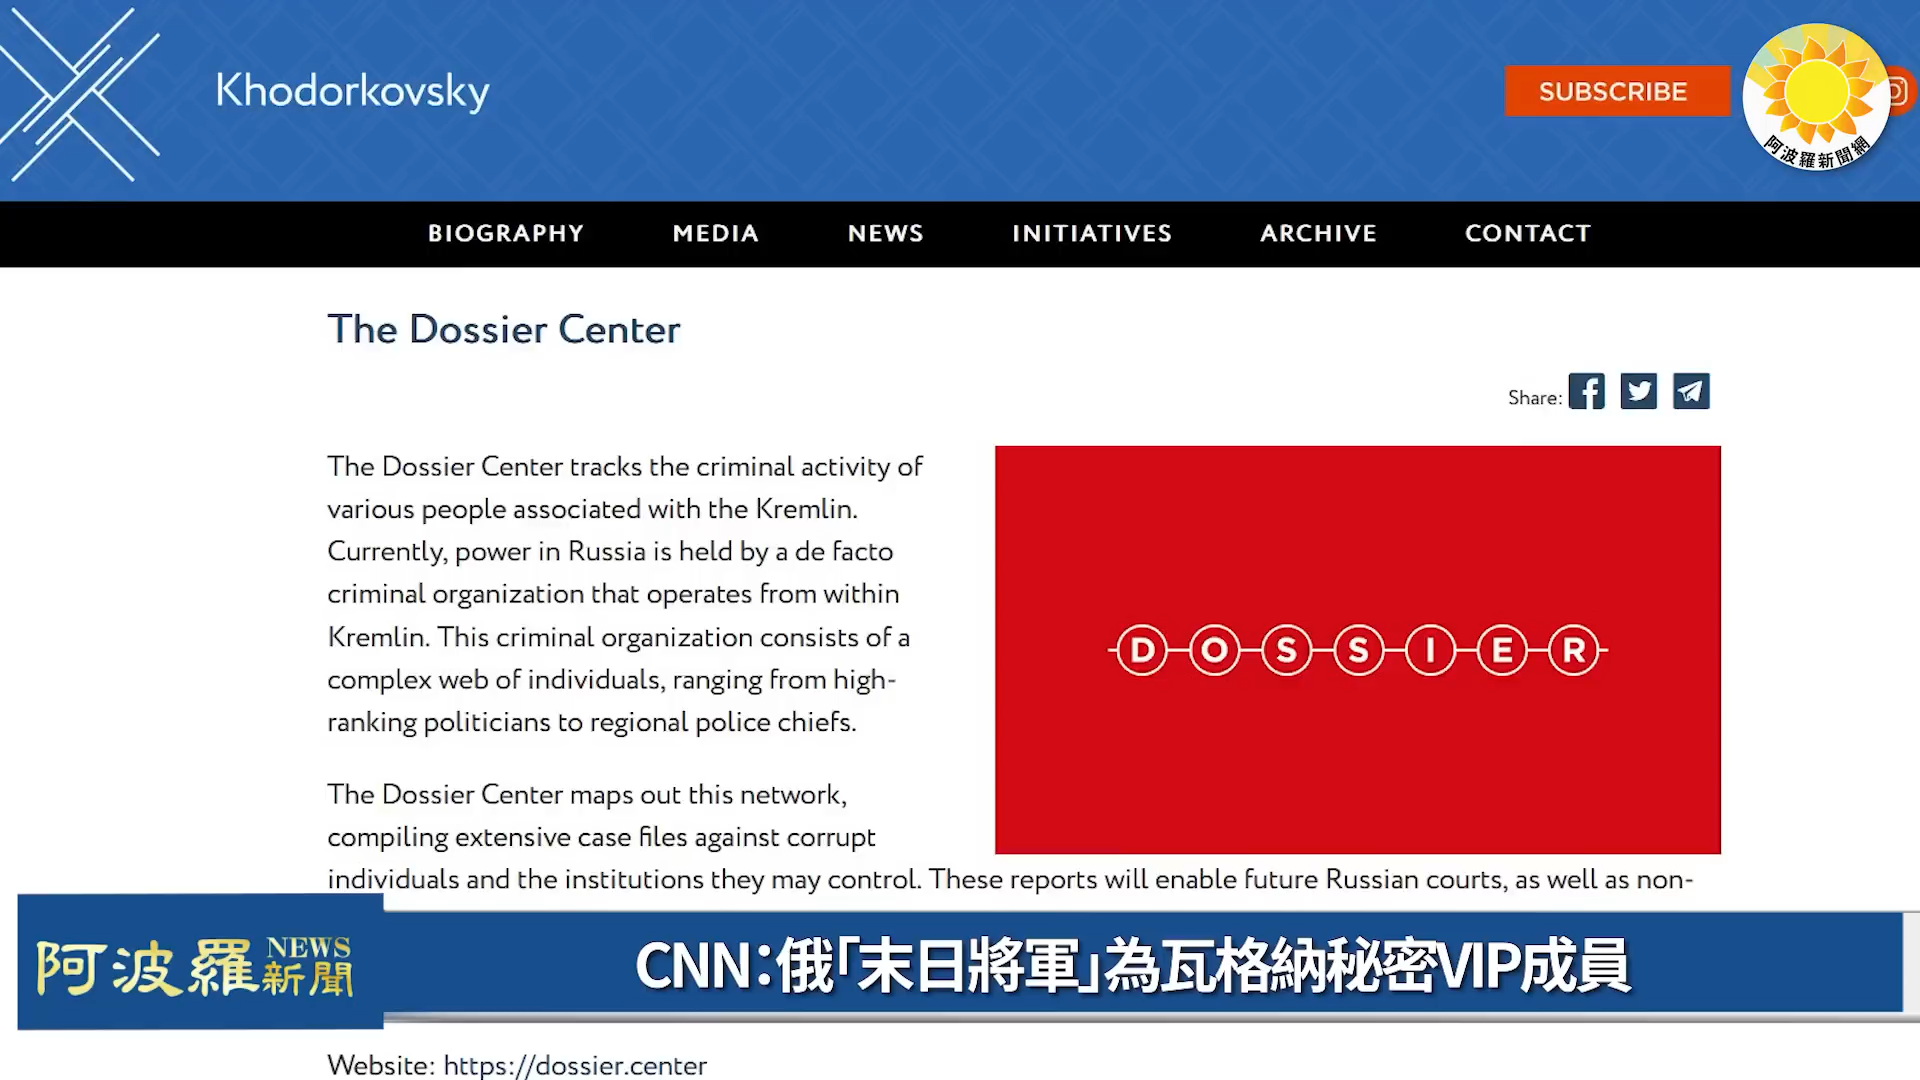 Khodorkovsky
SUBSCRIBE
阿波羅新聞網
BIOGRAPHY MEDIA NEWS INITIATIVES ARCHIVE CONTACT
The Dossier Center
Share:
The Dossier Center tracks the criminal activity of
various people associated with the Kremlin.
Currently, power in Russia is held by a de facto
criminal organization that operates from within
Kremlin. This criminal organization consists of a
complex web of individuals, ranging from high-
ranking politicians to regional police chiefs.
DOSSIER
The Dossier Center maps out this network,
compiling extensive case files against corrupt
individuals and the institutions they may control. These reports will enable future Russian courts, as well as non-
阿波羅 NEWS 新聞
CNN：俄「末日將軍」為瓦格納秘密VIP成員
Website: https://dossier.center